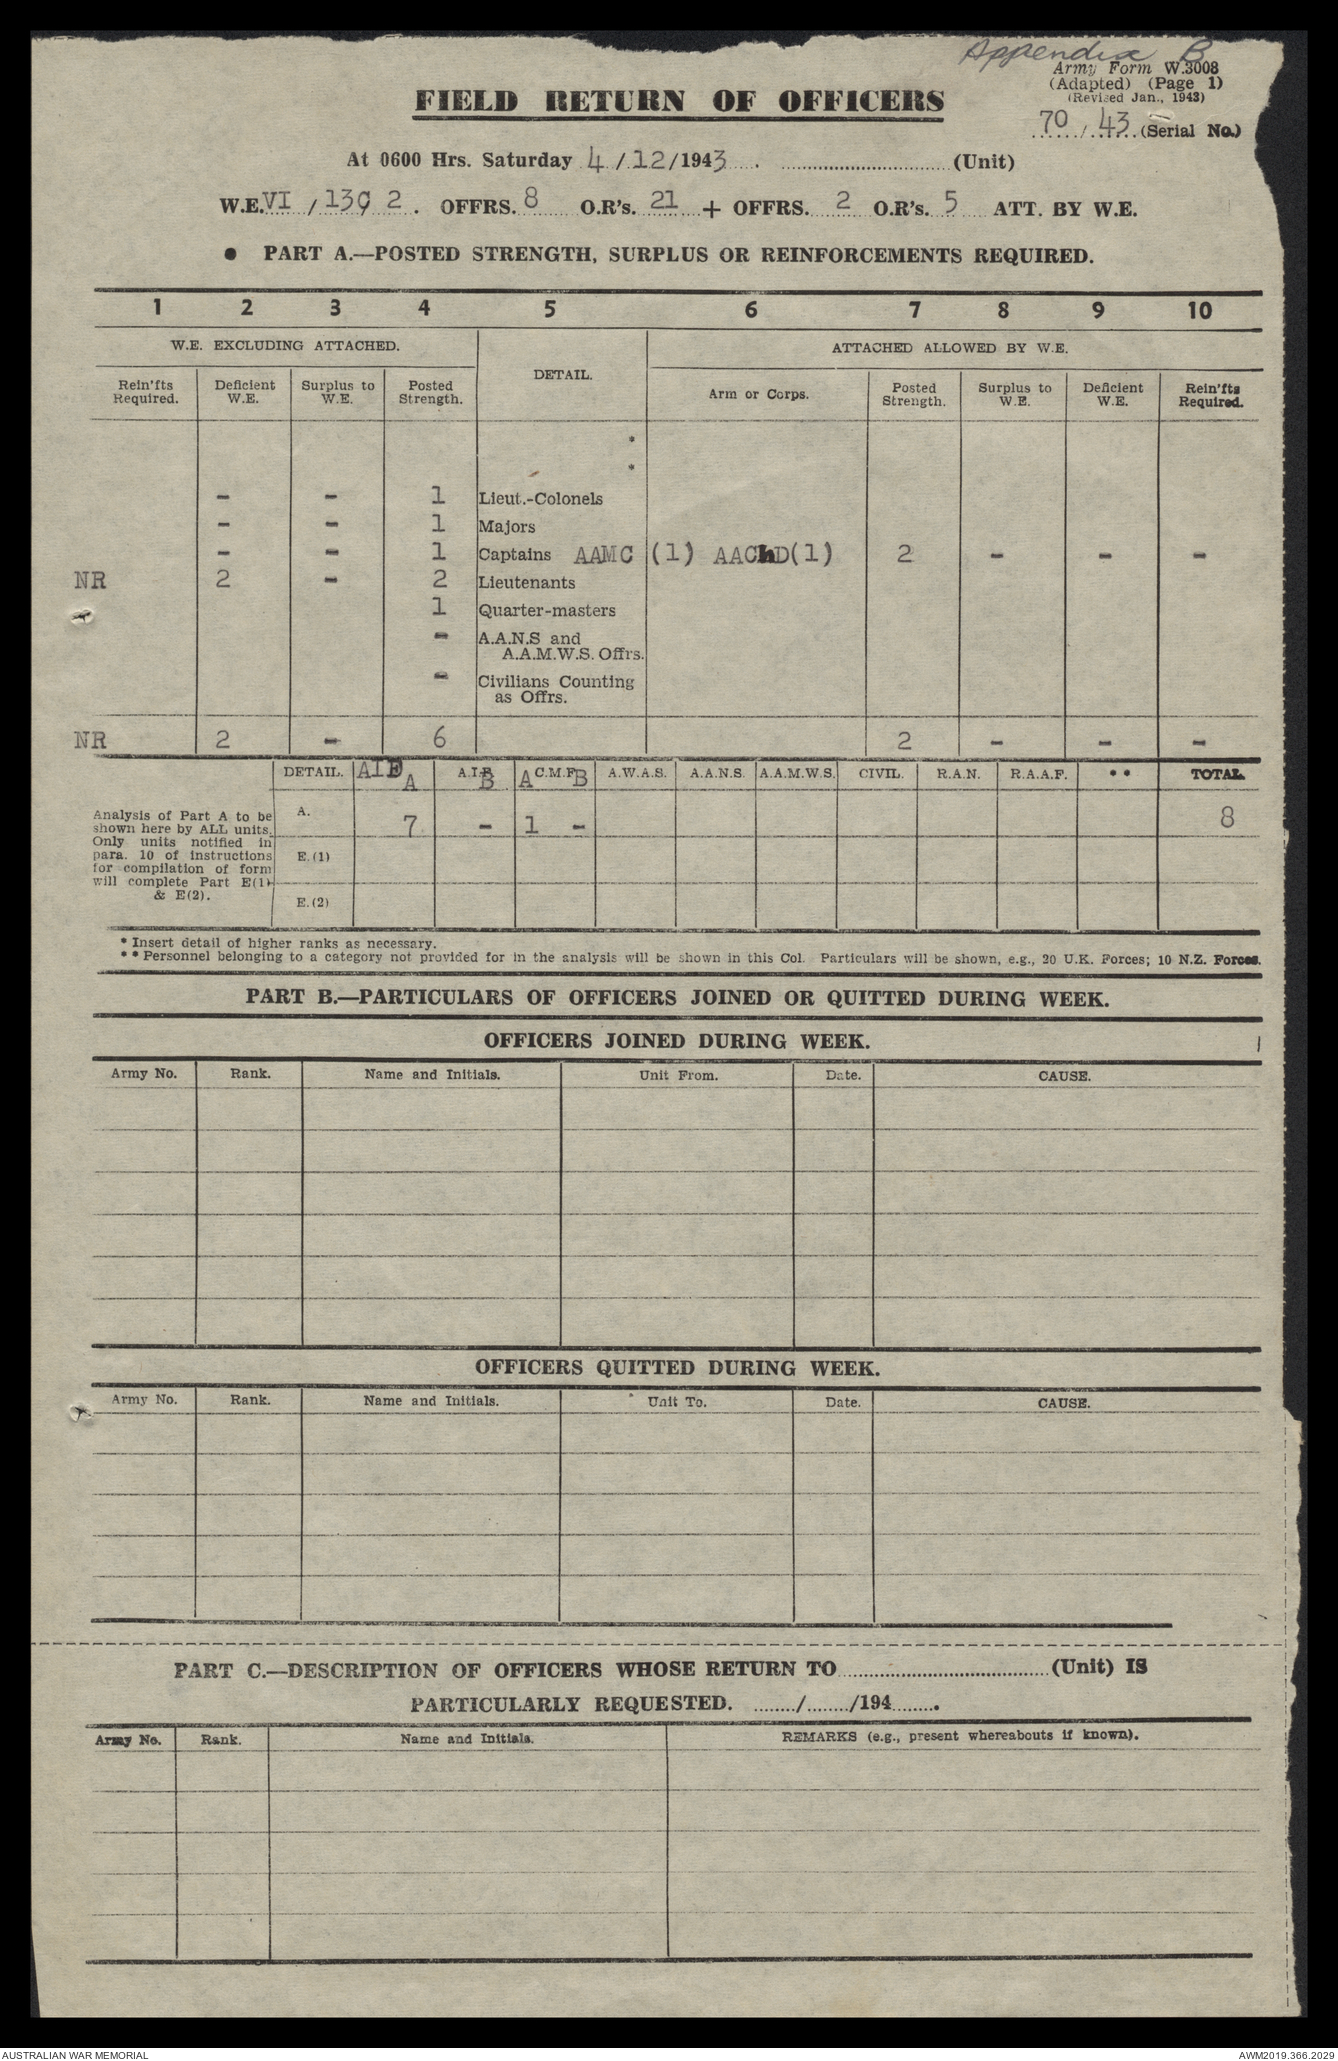 Appendix B
Army Form W.3008
(Adapted) (Page 1)
(Revised Jan., 1943)
70 / 43 (Serial No.)
FIELD RETURN OF OFFICERS
At 0600 Hrs. Saturday 4 / 12 / 1943 . (Unit)
W.E. VI / 13C 2 . OFFRS. 8 O.R's. 21 + OFFRS. 2 O.R's. 5 ATT. BY W.E.
● PART A.—POSTED STRENGTH, SURPLUS OR REINFORCEMENTS REQUIRED.
1 2 3 4 5 6 7 8 9 10
W.E. EXCLUDING ATTACHED. DETAIL. ATTACHED ALLOWED BY W.E.
Rein'fts Required. Deficient W.E. Surplus to W.E. Posted Strength. Arm or Corps. Posted Strength. Surplus to W.E. Deficient W.E. Rein'fts Required.
*
*
- - 1 Lieut.-Colonels
- - 1 Majors
- - 1 Captains AAMC (1) AAChD(1) 2 - - -
NR 2 - 2 Lieutenants
1 Quarter-masters
- A.A.N.S and
A.A.M.W.S. Offrs.
- Civilians Counting
as Offrs.
NR 2 - 6 2 - - -
DETAIL. AIF A A.I.F. B A C.M.F. B A.W.A.S. A.A.N.S. A.A.M.W.S. CIVIL. R.A.N. R.A.A.F. ** TOTAL.
A. 7 - 1 - 8
Analysis of Part A to be
shown here by ALL units.
Only units notified in
para. 10 of instructions
for compilation of form
will complete Part E(1)
& E(2).
E.(1)
E.(2)
* Insert detail of higher ranks as necessary.
** Personnel belonging to a category not provided for in the analysis will be shown in this Col. Particulars will be shown, e.g., 20 U.K. Forces; 10 N.Z. Forces.
PART B.—PARTICULARS OF OFFICERS JOINED OR QUITTED DURING WEEK.
OFFICERS JOINED DURING WEEK.
Army No. Rank. Name and Initials. Unit From. Date. CAUSE.
OFFICERS QUITTED DURING WEEK.
Army No. Rank. Name and Initials. Unit To. Date. CAUSE.
PART C.—DESCRIPTION OF OFFICERS WHOSE RETURN TO (Unit) IS
PARTICULARLY REQUESTED. ......../......../194........
Army No. Rank. Name and Initials. REMARKS (e.g., present whereabouts if known).
AUSTRALIAN WAR MEMORIAL AWM2019.366.2029